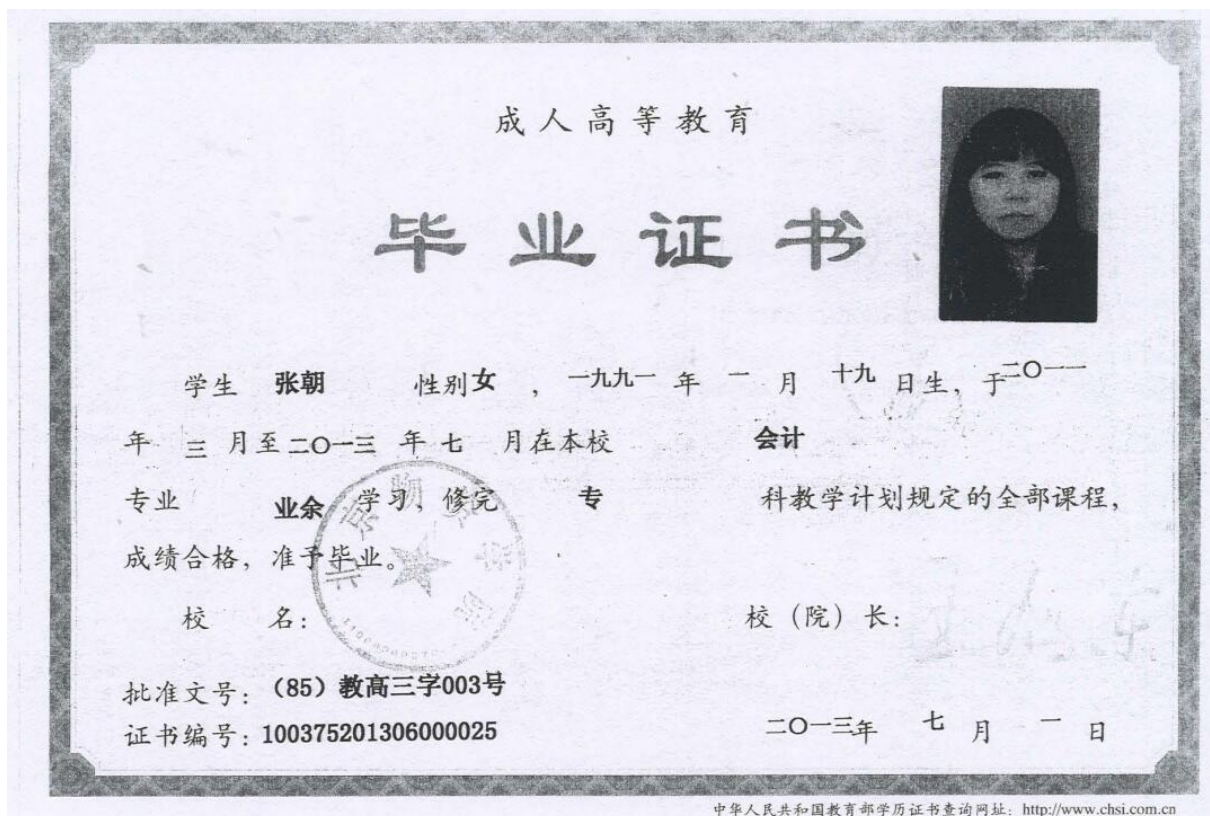 成人高等教育
毕业证书
学生 张朝 性别女，一九九一 年 一 月 十九 日生，于二〇一一
年 三 月至二〇一三 年 七 月在本校 会计
专业 业余 学习，修完 专 科教学计划规定的全部课程，
成绩合格，准予毕业。
北京物资学院
校 名：
校（院）长：
批准文号：（85）教高三字003号
证书编号：100375201306000025
二〇一三年 七 月 一 日
中华人民共和国教育部学历证书查询网址：http://www.chsi.com.cn